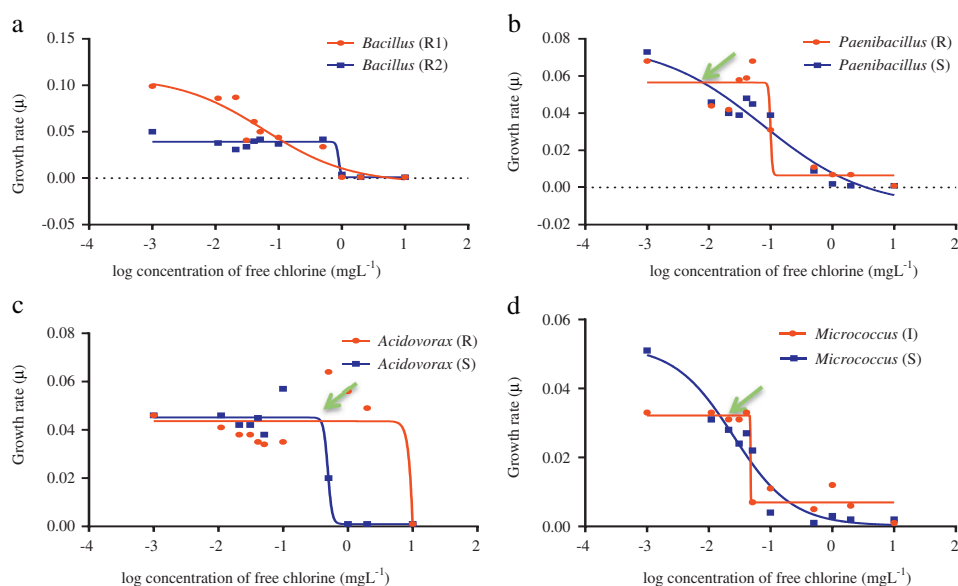 a
0.15
0.10
0.05
0.00
0.05
Growth rate (μ)
Bacillus (R1)
Bacillus (R2)
-4 -3 -2 -1 0 1 2
log concentration of free chlorine (mgL-1)
b
0.08
0.06
0.04
0.02
0.00
-0.02
Growth rate (μ)
Paenibacillus (R)
Paenibacillus (S)
-4 -3 -2 -1 0 1 2
log concentration of free chlorine (mgL-1)
c
0.08
0.06
0.04
0.02
0.00
Growth rate (μ)
Acidovorax (R)
Acidovorax (S)
-3 -2 -1 0 1 2
log concentration of free chlorine (mgL-1)
d
0.06
0.04
0.02
0.00
Growth rate (μ)
Micrococcus (I)
Micrococcus (S)
-4 -3 -2 -1 0 1 2
log concentration of free chlorine (mgL-1)